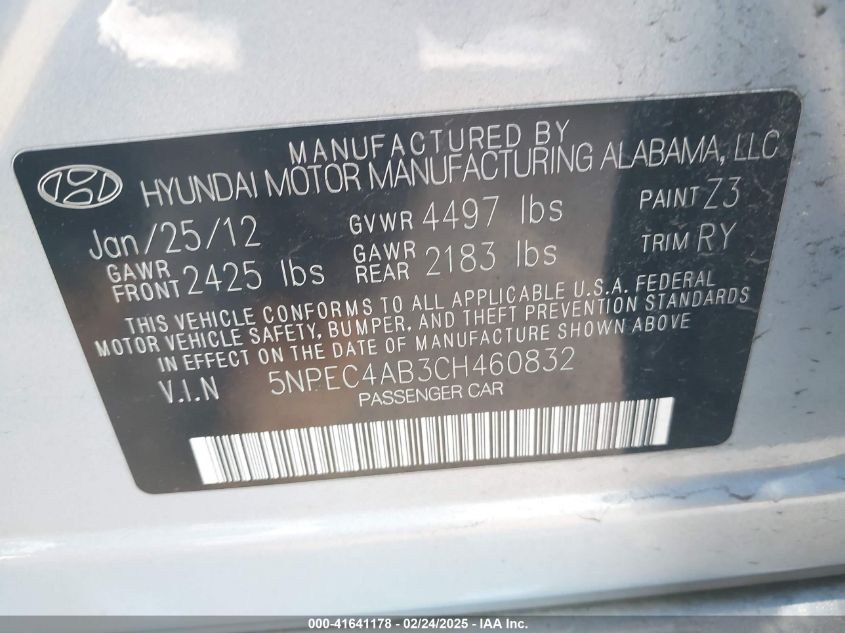 MANUFACTURED BY
HYUNDAI MOTOR MANUFACTURING ALABAMA, LLC
Jan/25/12 GVWR 4497 lbs PAINT Z3
GAWR FRONT 2425 lbs GAWR REAR 2183 lbs TRIM RY
THIS VEHICLE CONFORMS TO ALL APPLICABLE U.S.A. FEDERAL
MOTOR VEHICLE SAFETY, BUMPER, AND THEFT PREVENTION STANDARDS
IN EFFECT ON THE DATE OF MANUFACTURE SHOWN ABOVE
V.I.N 5NPEC4AB3CH460832
PASSENGER CAR
000-41641178 - 02/24/2025 - IAA Inc.